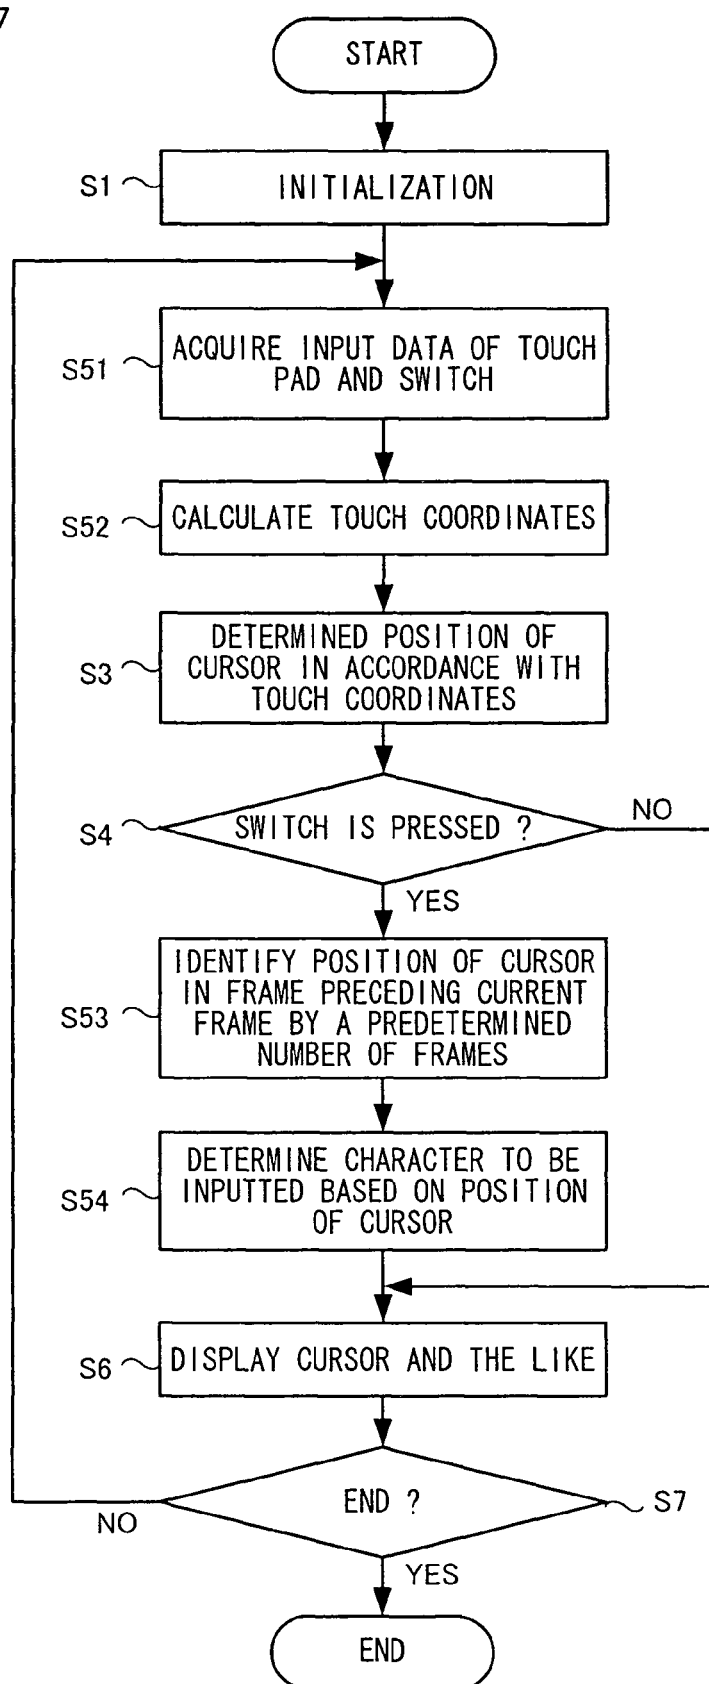 7
START
S1
INITIALIZATION
S51
ACQUIRE INPUT DATA OF TOUCH
PAD AND SWITCH
S52
CALCULATE TOUCH COORDINATES
S3
DETERMINED POSITION OF
CURSOR IN ACCORDANCE WITH
TOUCH COORDINATES
S4
SWITCH IS PRESSED ?
NO
YES
S53
IDENTIFY POSITION OF CURSOR
IN FRAME PRECEDING CURRENT
FRAME BY A PREDETERMINED
NUMBER OF FRAMES
S54
DETERMINE CHARACTER TO BE
INPUTTED BASED ON POSITION
OF CURSOR
S6
DISPLAY CURSOR AND THE LIKE
END ?
S7
NO
YES
END